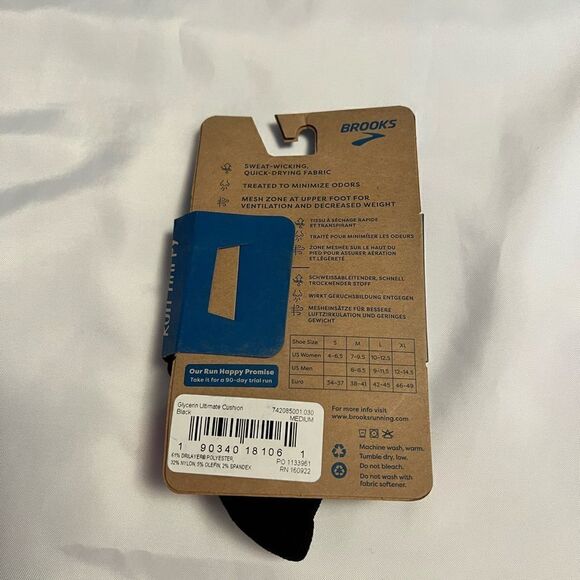 BROOKS
SWEAT-WICKING,
QUICK-DRYING FABRIC
TREATED TO MINIMIZE ODORS
MESH ZONE AT UPPER FOOT FOR
VENTILATION AND DECREASED WEIGHT
TISSU À SÉCHAGE RAPIDE
ET TRANSPIRANT
TRAITÉ POUR MINIMISER LES ODEURS
ZONE MESHÉE SUR LE HAUT DU
PIED POUR ASSURER AÉRATION
ET LÉGÈRETÉ
SCHWEISSABLEITENDER, SCHNELL
TROCKNENDER STOFF
WIRKT GERUCHSBILDUNG ENTGEGEN
MESHEINSÄTZE FÜR BESSERE
LUFTZIRKULATION UND GERINGES
GEWICHT
Run Happy
Shoe Size S M L XL
US Women 4-6.5 7-9.5 10-12.5
US Men 6-8.5 9-11.5 12-14.5
Euro 34-37 38-41 42-45 46-49
Our Run Happy Promise
Take it for a 90-day trial run
Glycerin Ultimate Cushion 742085001.030
Black MEDIUM
1 90340 18106 1
61% DRILAYER® POLYESTER, PO 1133961
32% NYLON, 5% OLEFIN, 2% SPANDEX RN 160922
For more info visit
www.brooksrunning.com
Machine wash, warm.
Tumble dry, low.
Do not bleach.
Do not wash with
fabric softener.